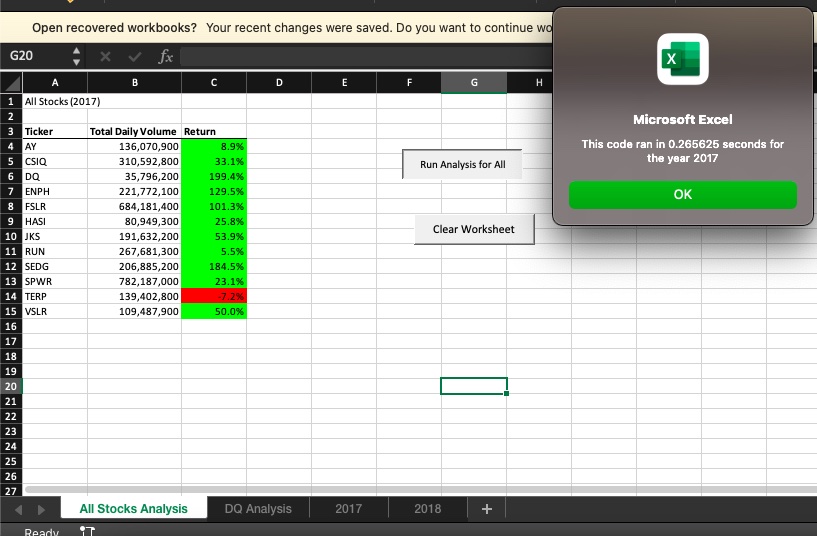 Open recovered workbooks? Your recent changes were saved. Do you want to continue wo
G20
fx
A B C D E F G H
1 All Stocks (2017)
2
3 Ticker Total Daily Volume Return
4 AY 136,070,900 8.9%
5 CSIQ 310,592,800 33.1%
6 DQ 35,796,200 199.4%
7 ENPH 221,772,100 129.5%
8 FSLR 684,181,400 101.3%
9 HASI 80,949,300 25.8%
10 JKS 191,632,200 53.9%
11 RUN 267,681,300 5.5%
12 SEDG 206,885,200 184.5%
13 SPWR 782,187,000 23.1%
14 TERP 139,402,800 -7.2%
15 VSLR 109,487,900 50.0%
16
17
18
19
20
21
22
23
24
25
26
27
Run Analysis for All
Clear Worksheet
X
Microsoft Excel
This code ran in 0.265625 seconds for
the year 2017
OK
All Stocks Analysis DQ Analysis 2017 2018 +
Ready